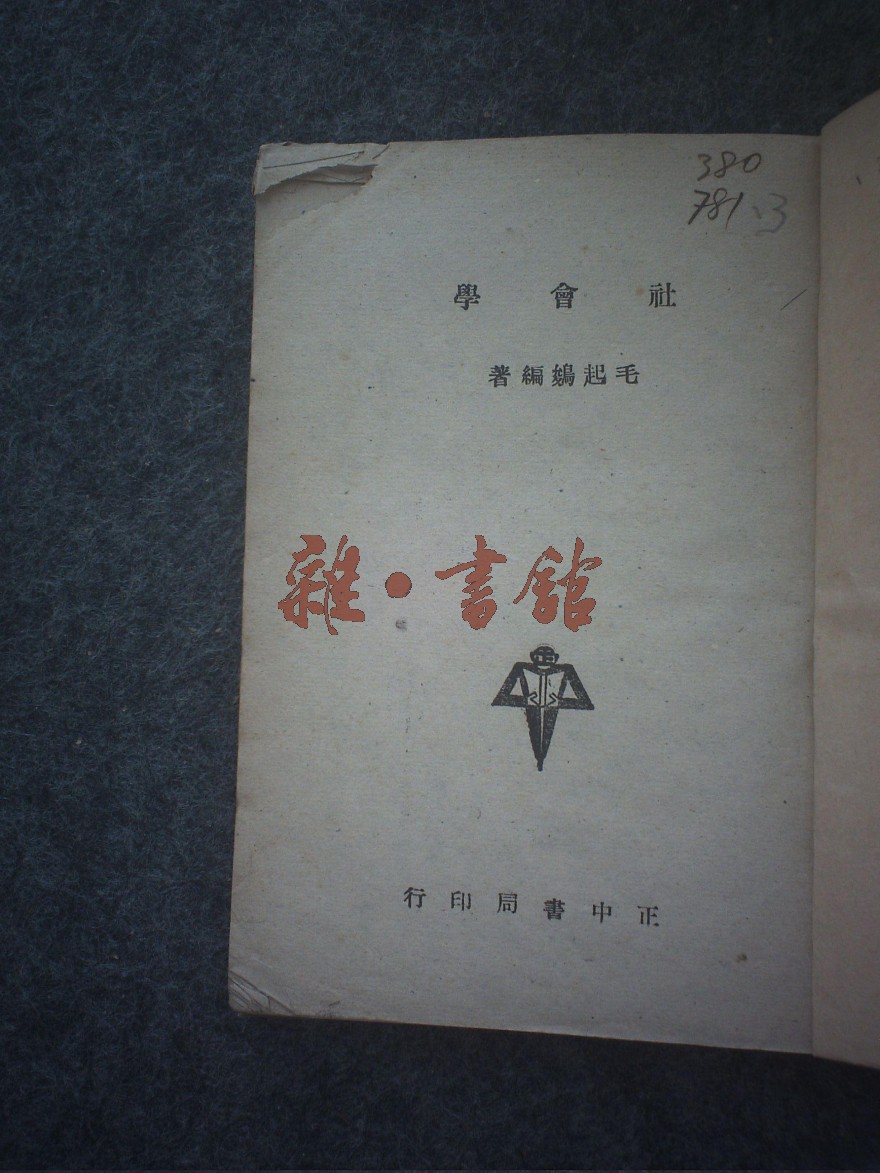 380
781.3
社會學
毛起鵕編著
雜·書館
正中書局印行